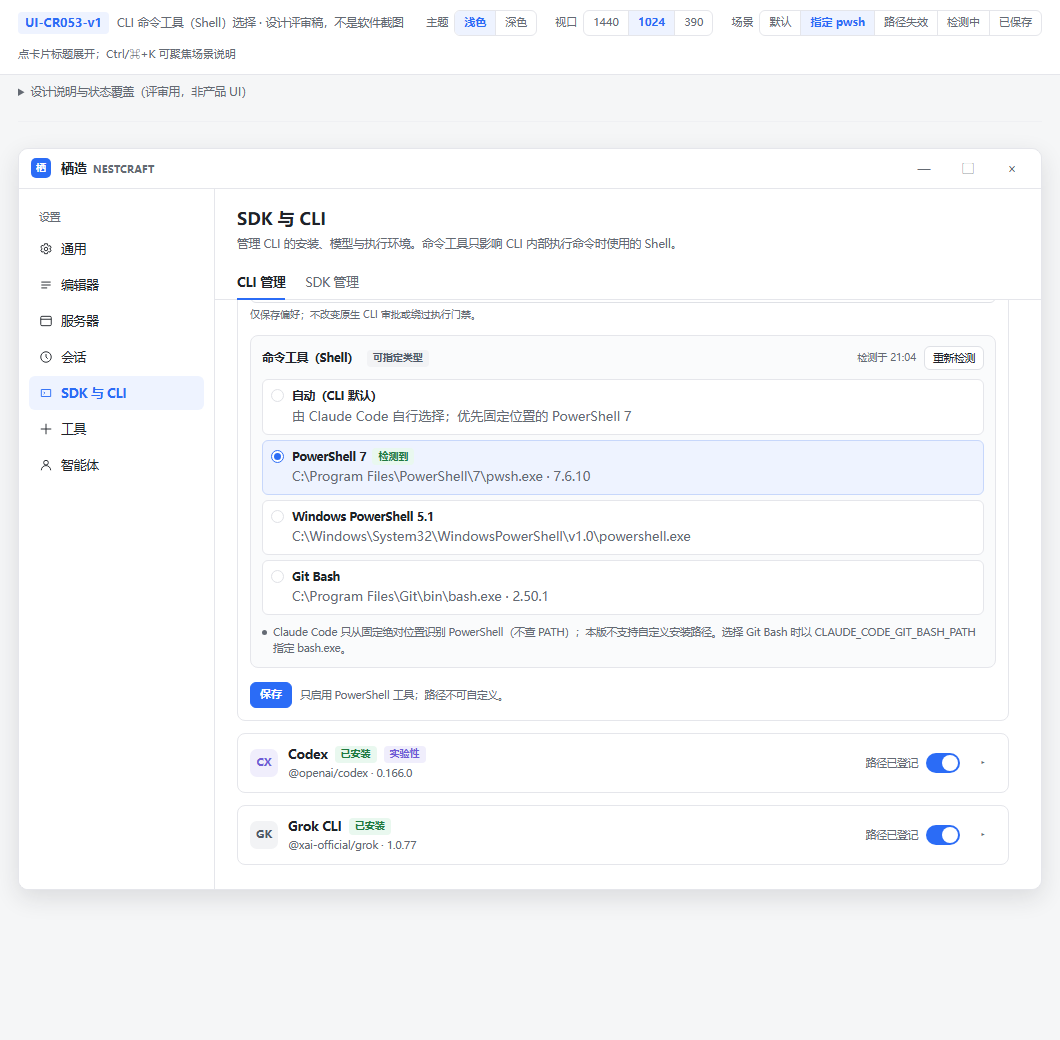 UI-CR053-v1 CLI 命令工具（Shell）选择 · 设计评审稿，不是软件截图 主题 浅色 深色 视口 1440 1024 390 场景 默认 指定 pwsh 路径失效 检测中 已保存
点卡片标题展开；Ctrl/⌘+K 可聚焦场景说明
▶ 设计说明与状态覆盖（评审用，非产品 UI）
栖 栖造 NESTCRAFT
设置
通用
编辑器
服务器
会话
SDK 与 CLI
工具
智能体
SDK 与 CLI
管理 CLI 的安装、模型与执行环境。命令工具只影响 CLI 内部执行命令时使用的 Shell。
CLI 管理 SDK 管理
仅保存偏好；不改变原生 CLI 审批或绕过执行门禁。
命令工具（Shell） 可指定类型 检测于 21:04 重新检测
自动（CLI 默认）
由 Claude Code 自行选择；优先固定位置的 PowerShell 7
PowerShell 7 检测到
C:\Program Files\PowerShell\7\pwsh.exe · 7.6.10
Windows PowerShell 5.1
C:\Windows\System32\WindowsPowerShell\v1.0\powershell.exe
Git Bash
C:\Program Files\Git\bin\bash.exe · 2.50.1
Claude Code 只从固定绝对位置识别 PowerShell（不查 PATH）；本版不支持自定义安装路径。选择 Git Bash 时以 CLAUDE_CODE_GIT_BASH_PATH
指定 bash.exe。
保存 只启用 PowerShell 工具；路径不可自定义。
CX Codex 已安装 实验性 路径已登记
@openai/codex · 0.166.0
GK Grok CLI 已安装 路径已登记
@xai-official/grok · 1.0.77